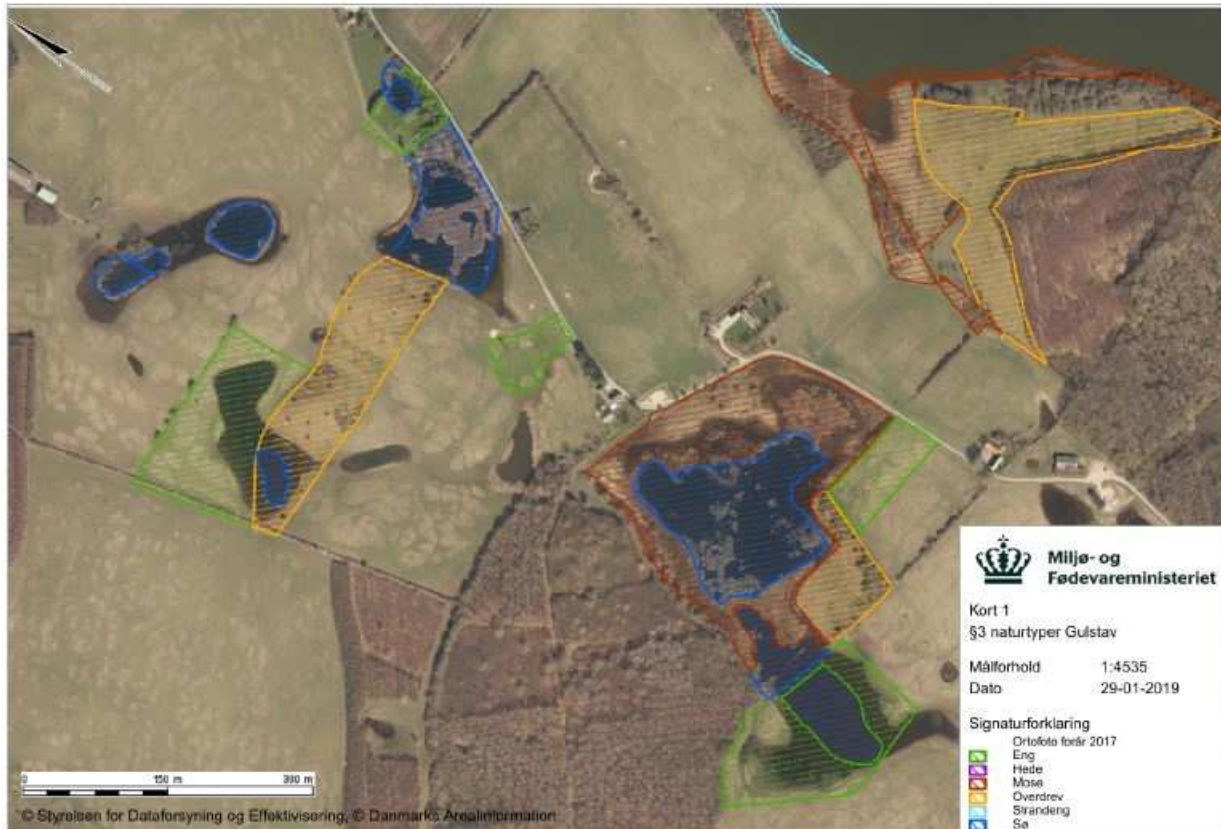 0 150 m 300 m
© Styrelsen for Dataforsyning og Effektivisering, © Danmarks Arealinformation
Miljø- og
Fødevareministeriet
Kort 1
§3 naturtyper Gulstav
Målforhold 1:4535
Dato 29-01-2019
Signaturforklaring
Ortofoto forår 2017
Eng
Hede
Mose
Overdrev
Strandeng
Sø